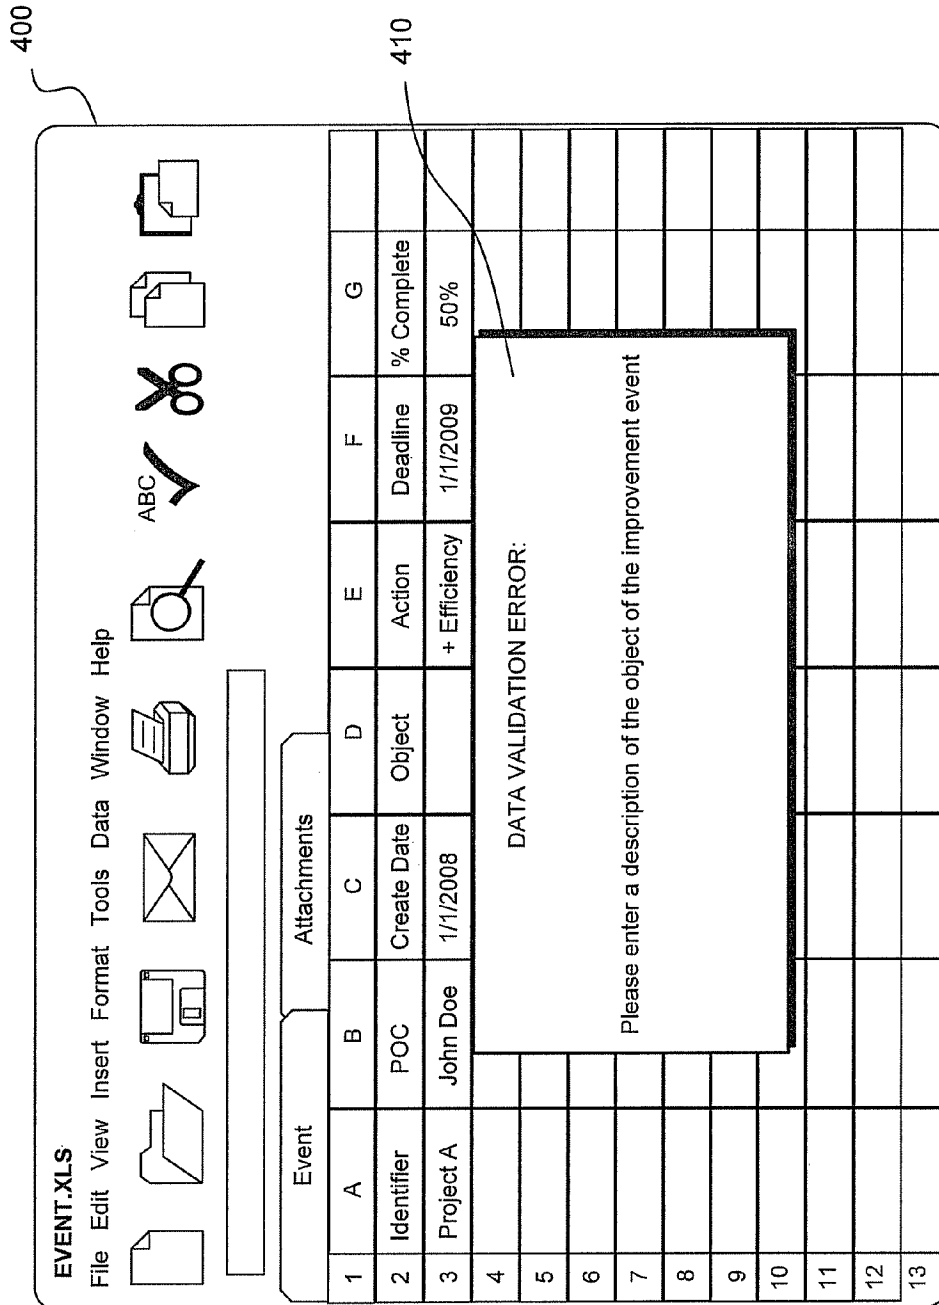 400
EVENT.XLS
File Edit View Insert Format Tools Data Window Help
ABC
Event Attachments
1 A B C D E F G
2 Identifier POC Create Date Object Action Deadline % Complete
3 Project A John Doe 1/1/2008 + Efficiency 1/1/2009 50%
4
5
6
7
8
9
10
11
12
13
410
DATA VALIDATION ERROR:
Please enter a description of the object of the improvement event